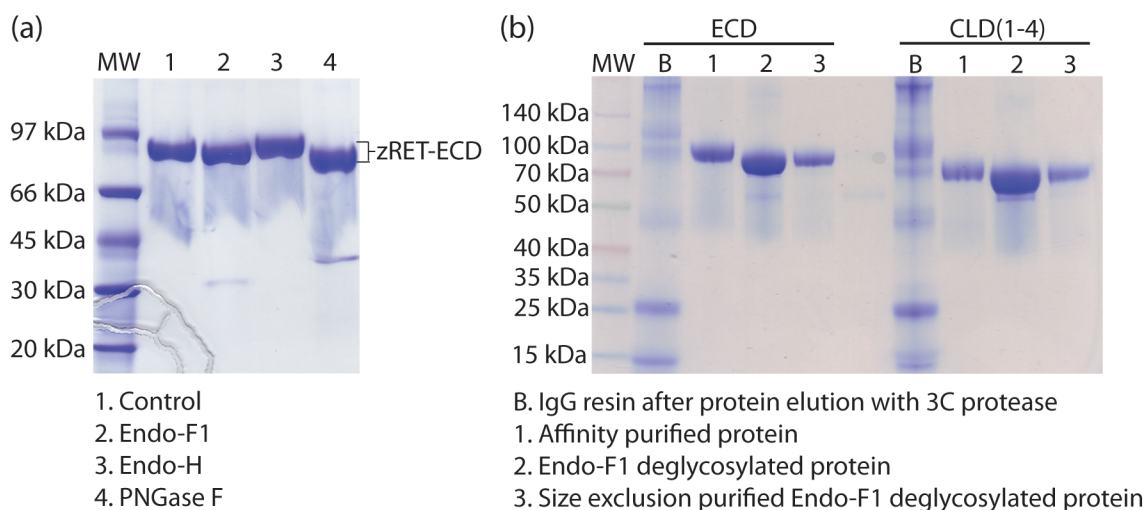 (a)
MW 1 2 3 4
97 kDa
66 kDa
45 kDa
30 kDa
20 kDa
zRET-ECD
1. Control
2. Endo-F1
3. Endo-H
4. PNGase F
(b)
ECD CLD(1-4)
MW B 1 2 3 B 1 2 3
140 kDa
100 kDa
70 kDa
50 kDa
40 kDa
35 kDa
25 kDa
15 kDa
B. IgG resin after protein elution with 3C protease
1. Affinity purified protein
2. Endo-F1 deglycosylated protein
3. Size exclusion purified Endo-F1 deglycosylated protein